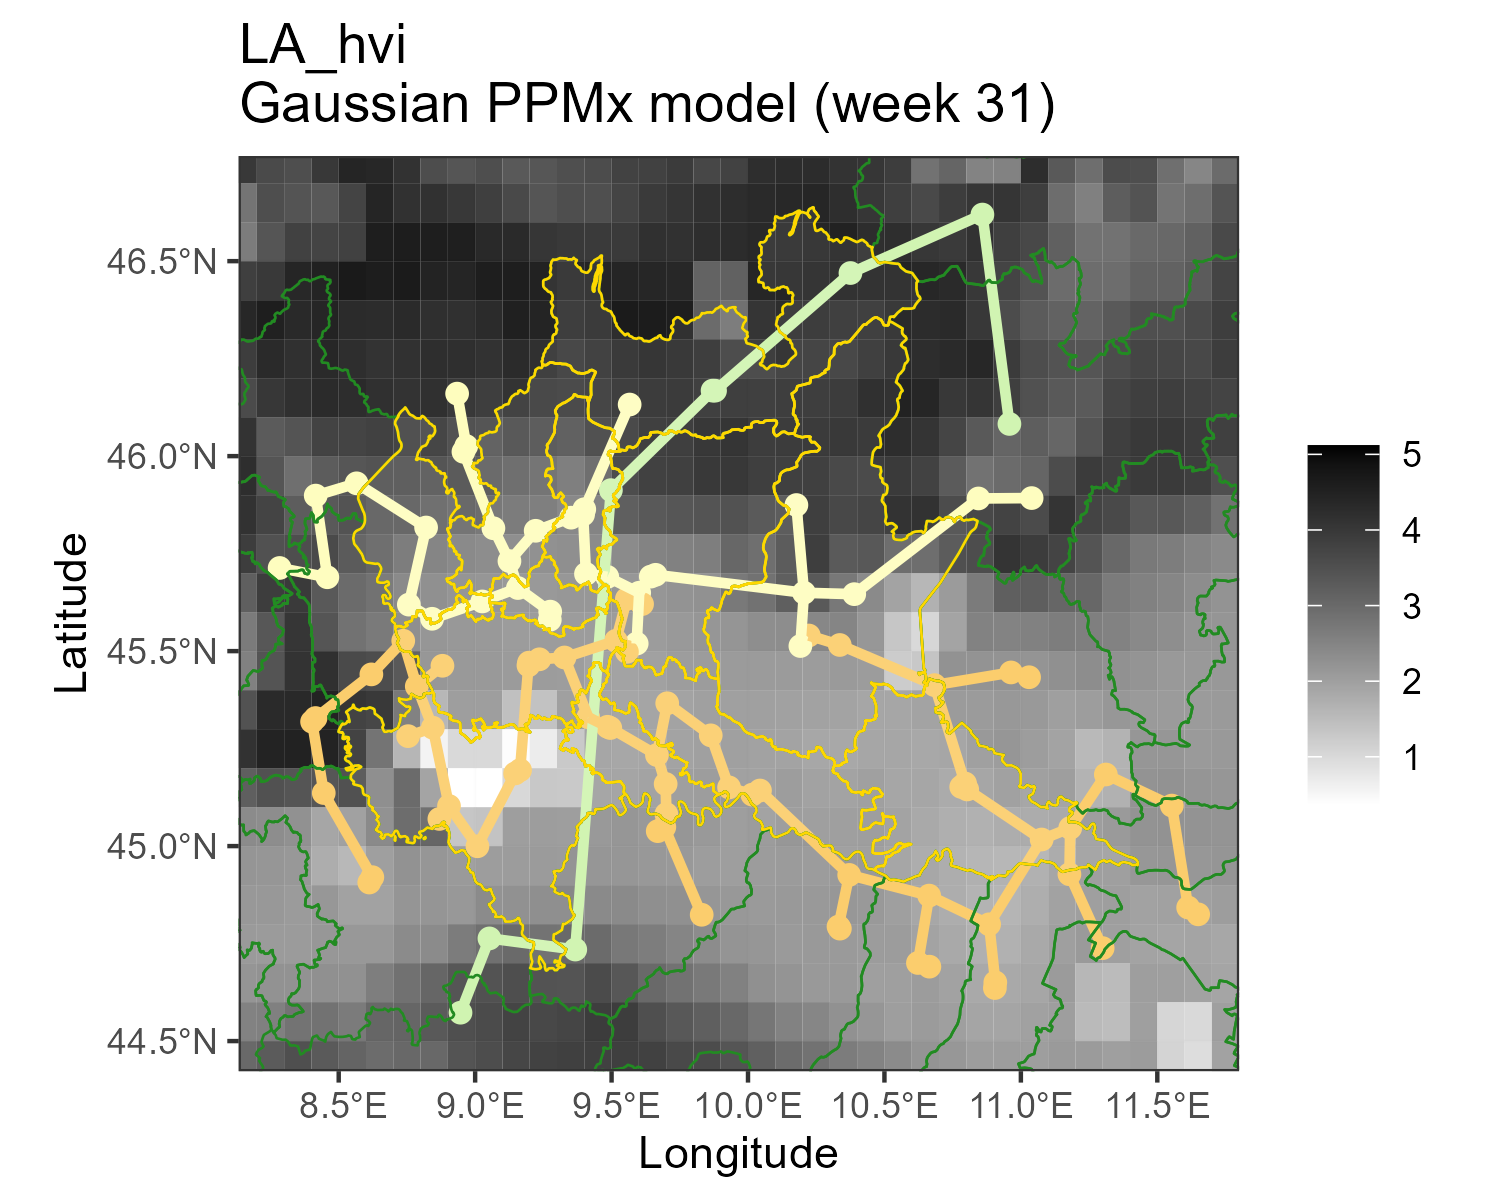 LA_hvi
Gaussian PPMx model (week 31)
46.5°N
46.0°N
45.5°N
45.0°N
44.5°N
Latitude
8.5°E 9.0°E 9.5°E 10.0°E 10.5°E 11.0°E 11.5°E
Longitude
5
4
3
2
1